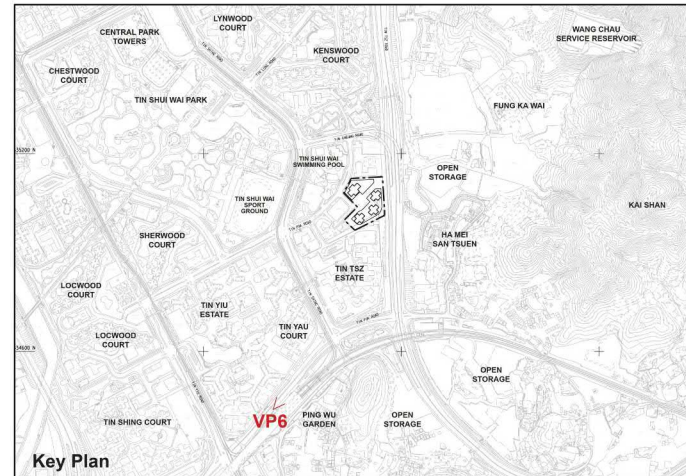 LYNWOOD
COURT
CENTRAL PARK
TOWERS
KENSWOOD
COURT
WANG CHAU
SERVICE RESERVOIR
CHESTWOOD
COURT
TIN SHUI WAI PARK
FUNG KA WAI
TIN SHUI WAI
SWIMMING POOL
35200 N
OPEN
STORAGE
TIN SHUI WAI
SPORT
GROUND
KAI SHAN
SHERWOOD
COURT
HA MEI
SAN TSUEN
TIN TSZ
ESTATE
LOCWOOD
COURT
TIN YIU
ESTATE
TIN YAU
COURT
LOCWOOD
COURT
34600 N
OPEN
STORAGE
VP6
PING WU
GARDEN
OPEN
STORAGE
TIN SHING COURT
Key Plan